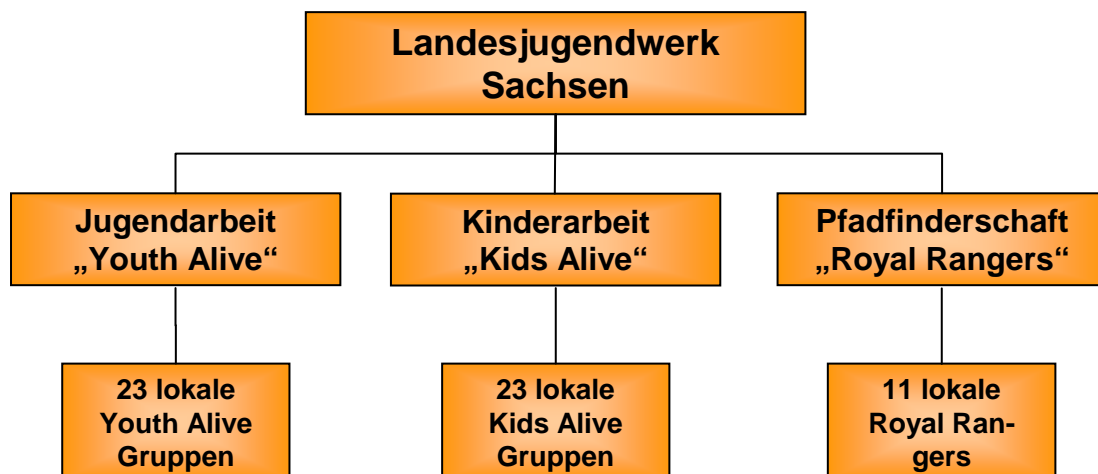 Landesjugendwerk
Sachsen
Jugendarbeit
„Youth Alive“
Kinderarbeit
„Kids Alive“
Pfadfinderschaft
„Royal Rangers“
23 lokale
Youth Alive
Gruppen
23 lokale
Kids Alive
Gruppen
11 lokale
Royal Ran-
gers